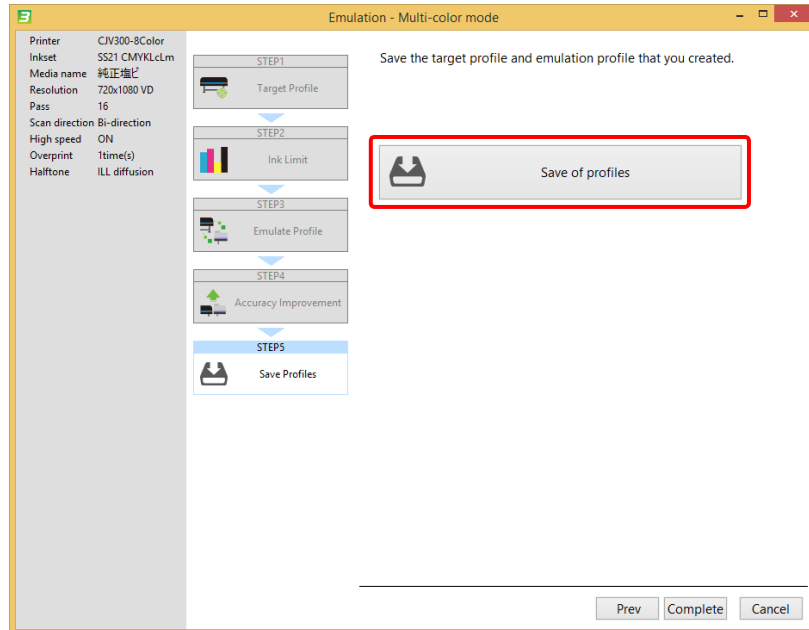 Emulation - Multi-color mode
Printer CJV300-8Color
Inkset SS21 CMYKLcLm
Media name 純正塩ビ
Resolution 720x1080 VD
Pass 16
Scan direction Bi-direction
High speed ON
Overprint 1time(s)
Halftone ILL diffusion
STEP1
Target Profile
STEP2
Ink Limit
STEP3
Emulate Profile
STEP4
Accuracy Improvement
STEP5
Save Profiles
Save the target profile and emulation profile that you created.
Save of profiles
Prev Complete Cancel